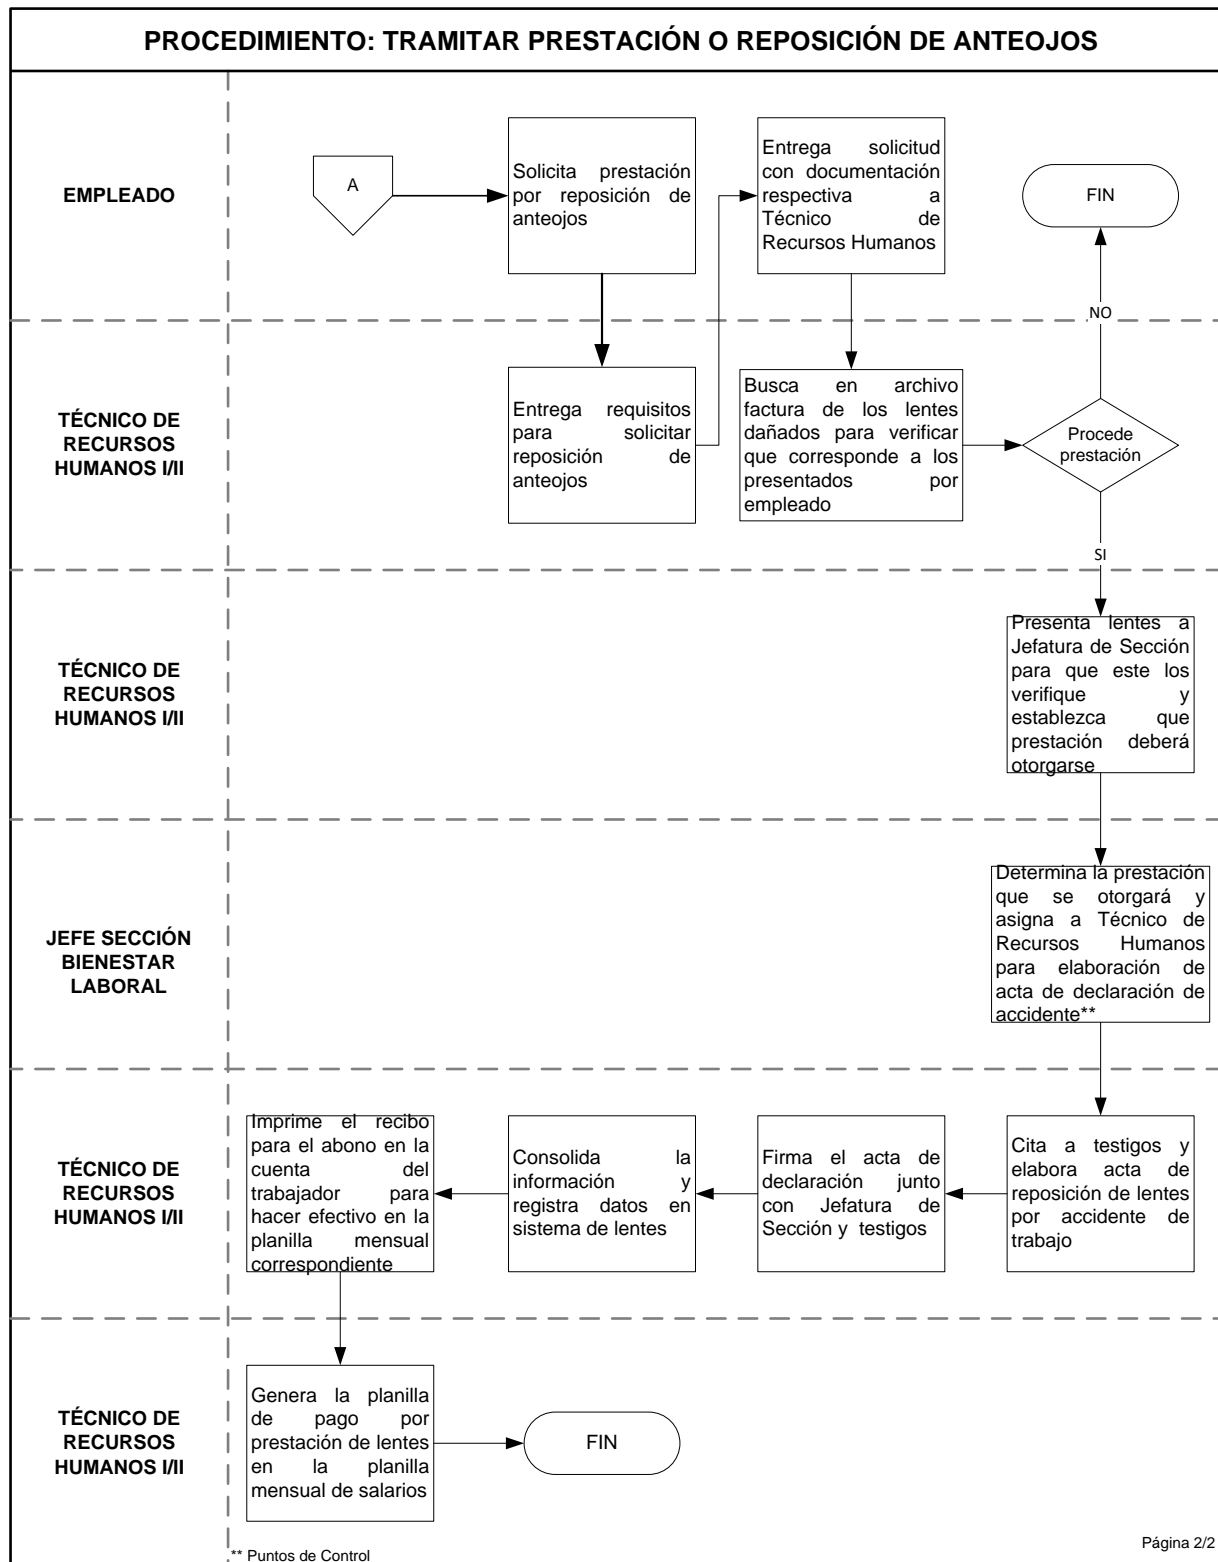 PROCEDIMIENTO: TRAMITAR PRESTACIÓN O REPOSICIÓN DE ANTEOJOS
EMPLEADO
A
Solicita prestación
por reposición de
anteojos
Entrega solicitud
con documentación
respectiva a
Técnico de
Recursos Humanos
FIN
NO
TÉCNICO DE
RECURSOS
HUMANOS I/II
Entrega requisitos
para solicitar
reposición de
anteojos
Busca en archivo
factura de los lentes
dañados para verificar
que corresponde a los
presentados por
empleado
Procede
prestación
SI
TÉCNICO DE
RECURSOS
HUMANOS I/II
Presenta lentes a
Jefatura de Sección
para que este los
verifique y
establezca que
prestación deberá
otorgarse
JEFE SECCIÓN
BIENESTAR
LABORAL
Determina la prestación
que se otorgará y
asigna a Técnico de
Recursos Humanos
para elaboración de
acta de declaración de
accidente**
TÉCNICO DE
RECURSOS
HUMANOS I/II
Imprime el recibo
para el abono en la
cuenta del
trabajador para
hacer efectivo en la
planilla mensual
correspondiente
Consolida la
información y
registra datos en
sistema de lentes
Firma el acta de
declaración junto
con Jefatura de
Sección y testigos
Cita a testigos y
elabora acta de
reposición de lentes
por accidente de
trabajo
TÉCNICO DE
RECURSOS
HUMANOS I/II
Genera la planilla
de pago por
prestación de lentes
en la planilla
mensual de salarios
FIN
** Puntos de Control
Página 2/2